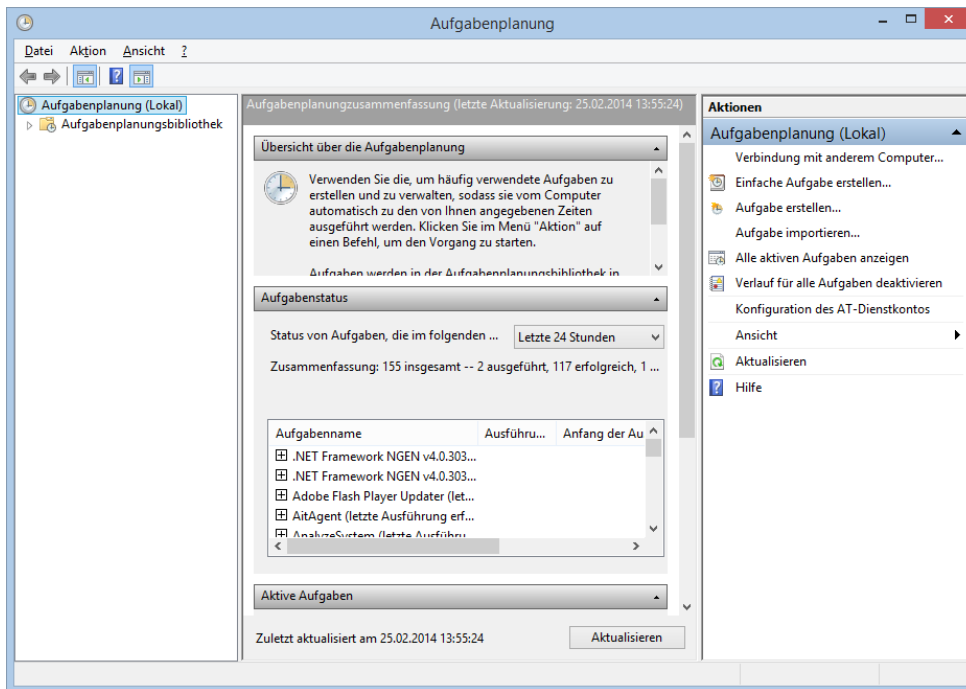 Aufgabenplanung
Datei Aktion Ansicht ?
Aufgabenplanung (Lokal)
Aufgabenplanungsbibliothek
Aufgabenplanungzusammenfassung (letzte Aktualisierung: 25.02.2014 13:55:24)
Übersicht über die Aufgabenplanung
Verwenden Sie die, um häufig verwendete Aufgaben zu
erstellen und zu verwalten, sodass sie vom Computer
automatisch zu den von Ihnen angegebenen Zeiten
ausgeführt werden. Klicken Sie im Menü "Aktion" auf
einen Befehl, um den Vorgang zu starten.
Aufgaben werden in der Aufgabenplanungsbibliothek in
Aufgabenstatus
Status von Aufgaben, die im folgenden ... Letzte 24 Stunden
Zusammenfassung: 155 insgesamt -- 2 ausgeführt, 117 erfolgreich, 1 ...
Aufgabenname Ausführu... Anfang der Au
.NET Framework NGEN v4.0.303...
.NET Framework NGEN v4.0.303...
Adobe Flash Player Updater (let...
AitAgent (letzte Ausführung erf...
AnalyzeSystem (letzte Ausführu
Aktive Aufgaben
Zuletzt aktualisiert am 25.02.2014 13:55:24 Aktualisieren
Aktionen
Aufgabenplanung (Lokal)
Verbindung mit anderem Computer...
Einfache Aufgabe erstellen...
Aufgabe erstellen...
Aufgabe importieren...
Alle aktiven Aufgaben anzeigen
Verlauf für alle Aufgaben deaktivieren
Konfiguration des AT-Dienstkontos
Ansicht
Aktualisieren
Hilfe